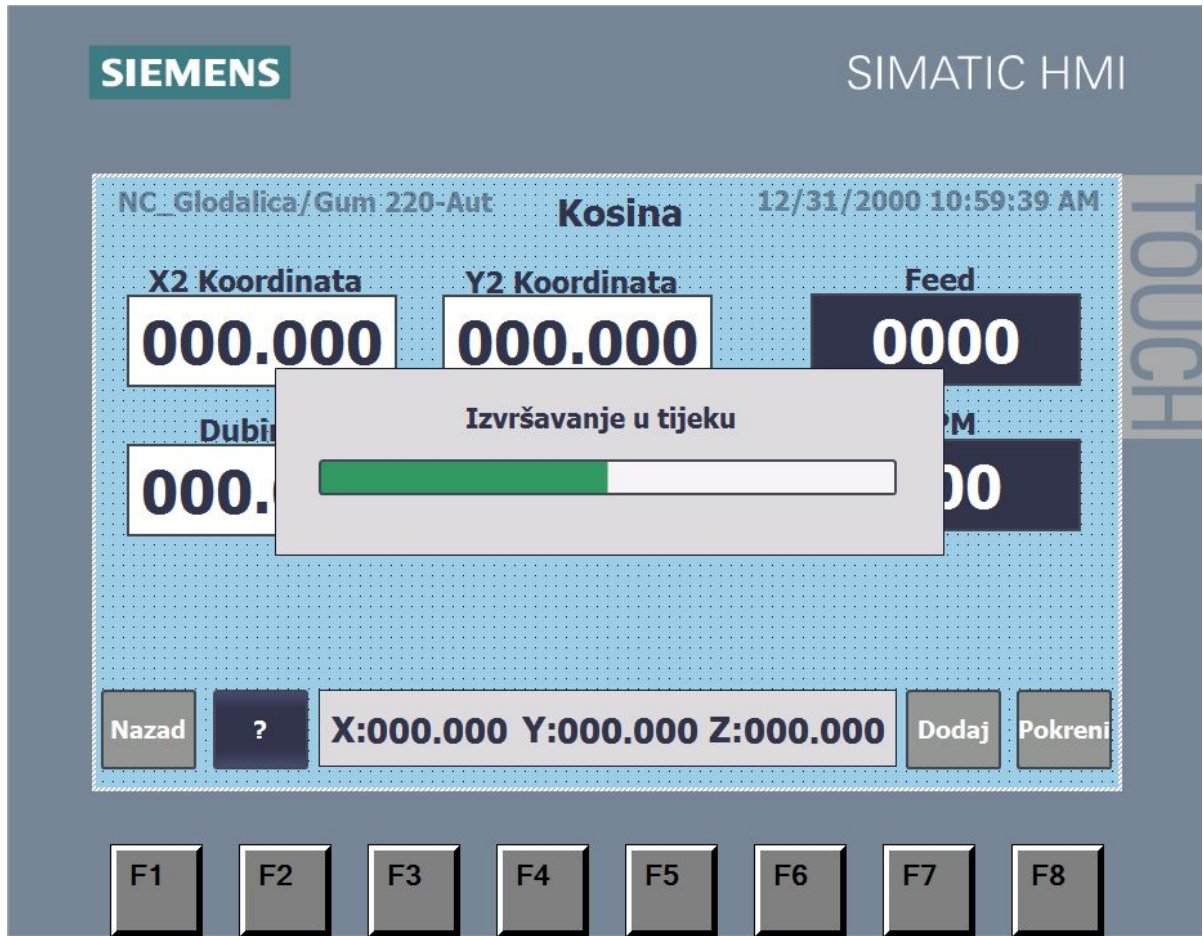 SIEMENS
SIMATIC HMI
TOUCH
NC_Glodalica/Gum 220-Aut
Kosina
12/31/2000 10:59:39 AM
X2 Koordinata
Y2 Koordinata
Feed
000.000
000.000
0000
Izvršavanje u tijeku
Nazad
?
X:000.000 Y:000.000 Z:000.000
Dodaj
Pokreni
F1
F2
F3
F4
F5
F6
F7
F8